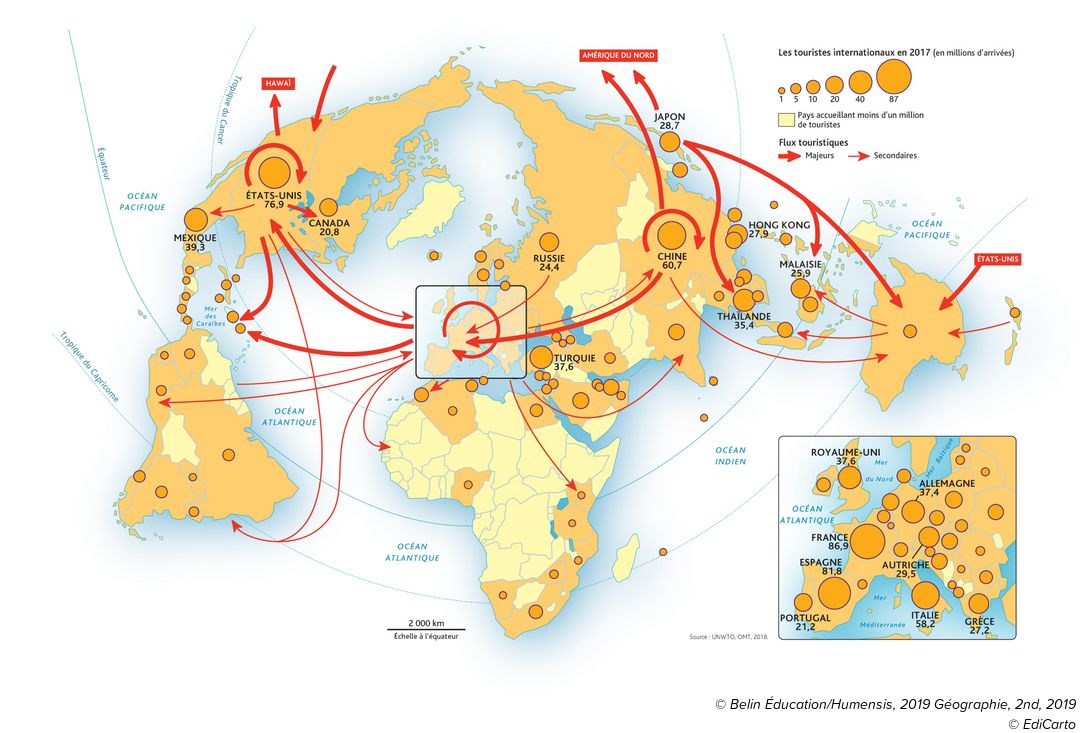 Les touristes internationaux en 2017 (en millions d'arrivées)
1 5 10 20 40 87
Pays accueillant moins d'un million
de touristes
Flux touristiques
Majeurs
Secondaires
AMÉRIQUE DU NORD
HAWAÏ
Tropique du Cancer
Équateur
JAPON
28,7
OCÉAN
PACIFIQUE
ÉTATS-UNIS
76,9
CANADA
20,8
MEXIQUE
39,3
RUSSIE
24,4
CHINE
60,7
HONG KONG
27,9
OCÉAN
PACIFIQUE
MALAISIE
25,9
ÉTATS-UNIS
Mer
des
Caraïbes
THAÏLANDE
35,4
Tropique du Capricorne
TURQUIE
37,6
OCÉAN
ATLANTIQUE
OCÉAN
INDIEN
OCÉAN
ATLANTIQUE
ROYAUME-UNI
37,6
Mer
du Nord
Mer Baltique
ALLEMAGNE
37,4
OCÉAN
ATLANTIQUE
FRANCE
86,9
ESPAGNE
81,8
AUTRICHE
29,5
Mer
Méditerranée
PORTUGAL
21,2
ITALIE
58,2
GRÈCE
27,2
2 000 km
Échelle à l'équateur
Source : UNWTO, OMT, 2018.
© Belin Éducation/Humensis, 2019 Géographie, 2nd, 2019
© EdiCarto